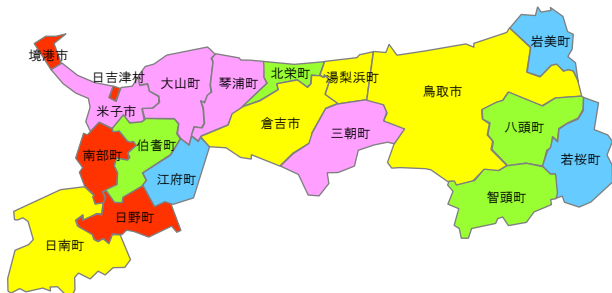 岩美町
境港市
日吉津村
大山町
琴浦町
北栄町
湯梨浜町
鳥取市
米子市
倉吉市
三朝町
八頭町
南部町
伯耆町
若桜町
江府町
智頭町
日野町
日南町